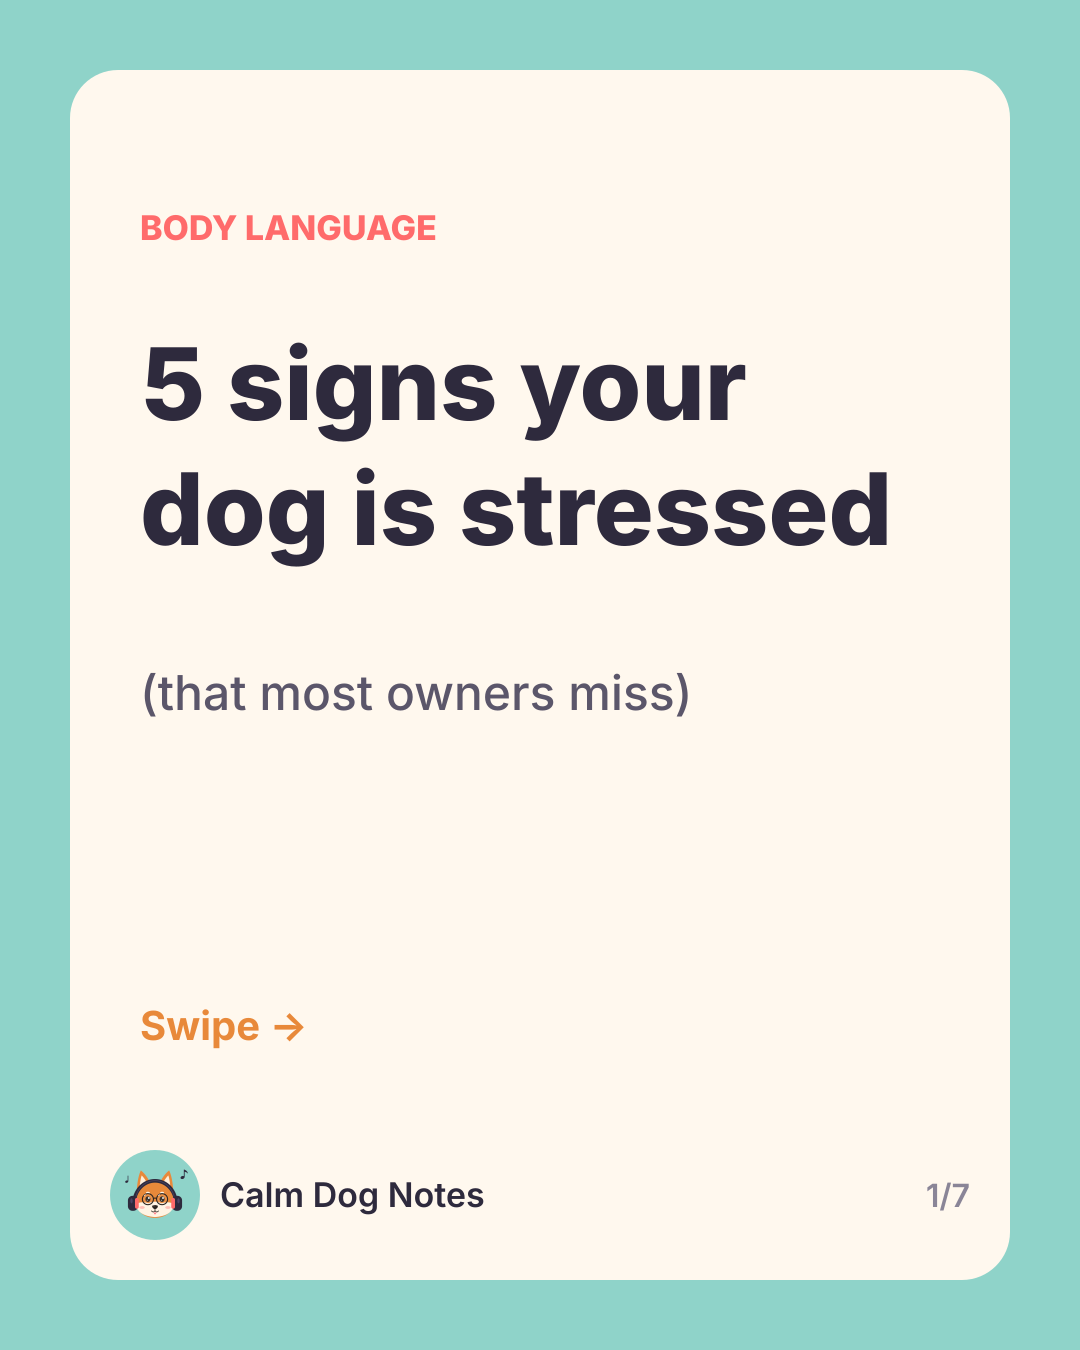 BODY LANGUAGE
5 signs your
dog is stressed
(that most owners miss)
Swipe →
Calm Dog Notes
1/7